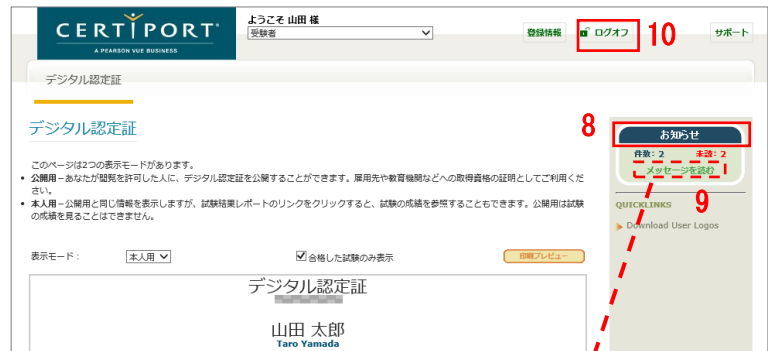 CERTIPORT
A PEARSON VUE BUSINESS
ようこそ 山田 様
受験者
登録情報
ログオフ
10
サポート
デジタル認定証
デジタル認定証
8
お知らせ
件数: 2 未読: 2
メッセージを読む
9
このページは2つの表示モードがあります。
• 公開用－あなたが閲覧を許可した人に、デジタル認定証を公開することができます。雇用先や教育機関などへの取得資格の証明としてご利用くだ
さい。
• 本人用－公開用と同じ情報を表示しますが、試験結果レポートのリンクをクリックすると、試験の成績を参照することもできます。公開用は試験
の成績を見ることはできません。
QUICKLINKS
Download User Logos
表示モード： 本人用 合格した試験のみ表示 印刷プレビュー
デジタル認定証
山田 太郎
Taro Yamada